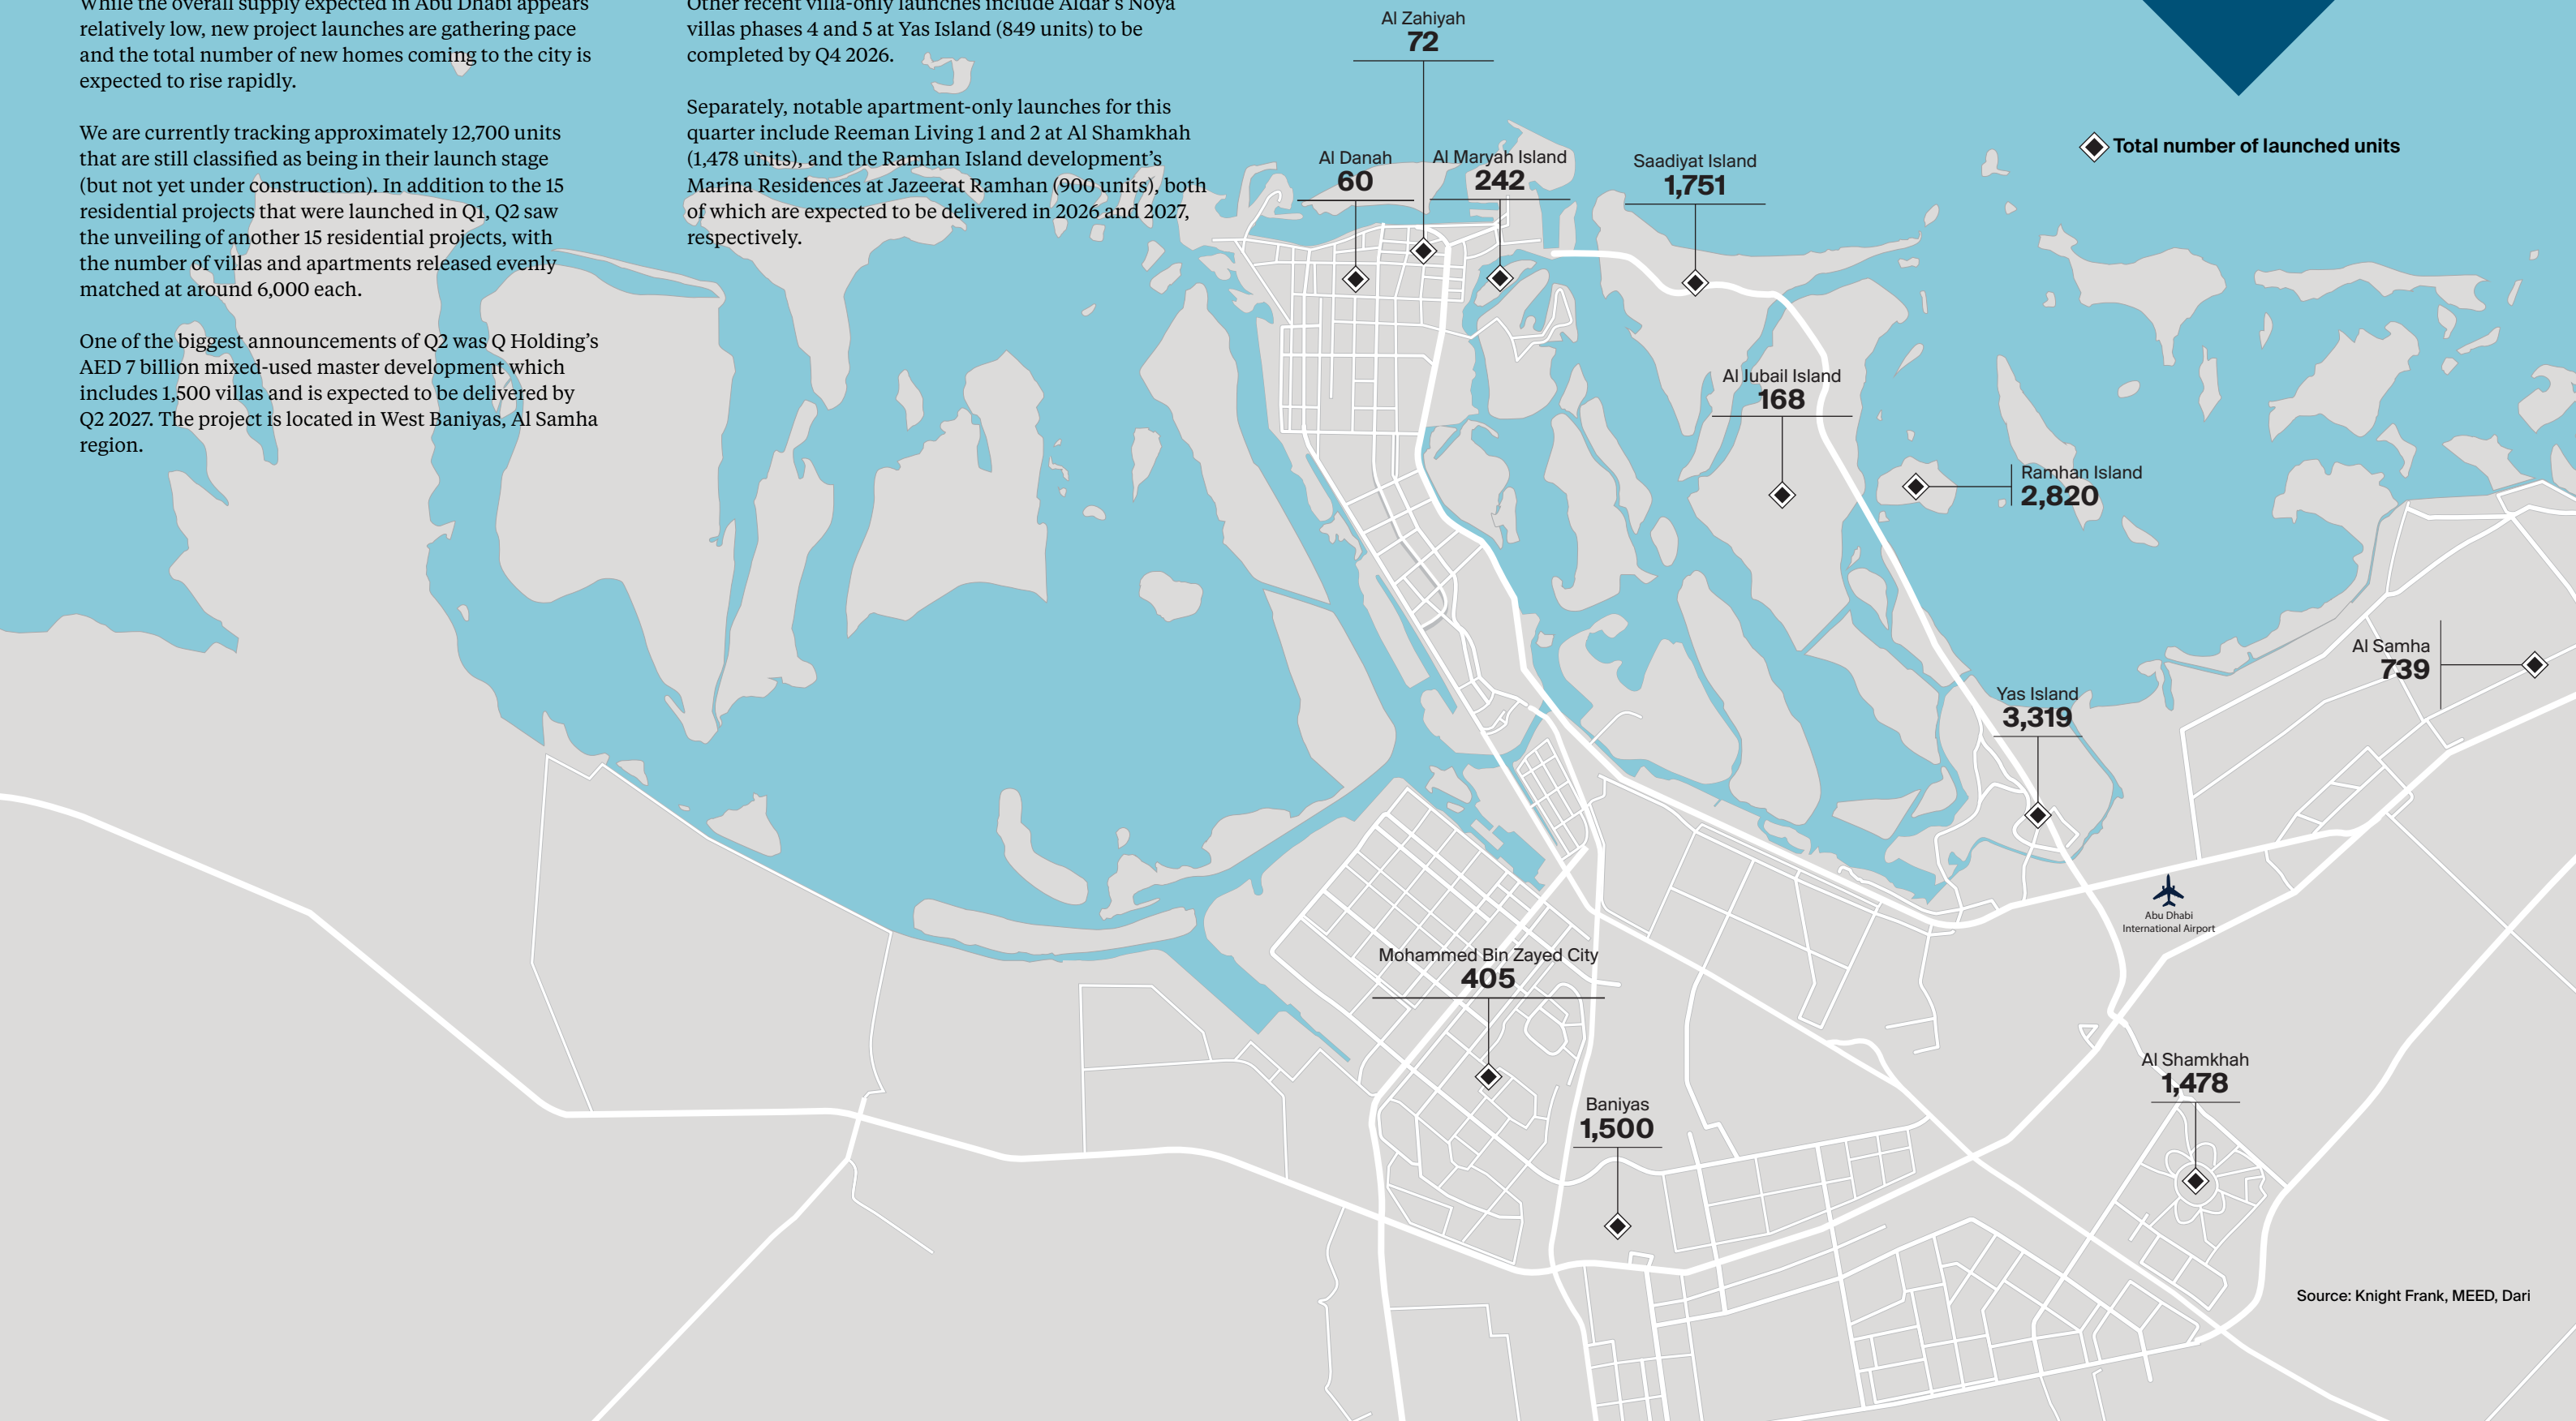 While the overall supply expected in Abu Dhabi appears
relatively low, new project launches are gathering pace
and the total number of new homes coming to the city is
expected to rise rapidly.
We are currently tracking approximately 12,700 units
that are still classified as being in their launch stage
(but not yet under construction). In addition to the 15
residential projects that were launched in Q1, Q2 saw
the unveiling of another 15 residential projects, with
the number of villas and apartments released evenly
matched at around 6,000 each.
One of the biggest announcements of Q2 was Q Holding’s
AED 7 billion mixed-used master development which
includes 1,500 villas and is expected to be delivered by
Q2 2027. The project is located in West Baniyas, Al Samha
region.
Other recent villa-only launches include Aldar’s Noya
villas phases 4 and 5 at Yas Island (849 units) to be
completed by Q4 2026.
Separately, notable apartment-only launches for this
quarter include Reeman Living 1 and 2 at Al Shamkhah
(1,478 units), and the Ramhan Island development’s
Marina Residences at Jazeerat Ramhan (900 units), both
of which are expected to be delivered in 2026 and 2027,
respectively.
Al Zahiyah
72
Al Danah
60
Al Maryah Island
242
Saadiyat Island
1,751
Total number of launched units
Al Jubail Island
168
Ramhan Island
2,820
Al Samha
739
Yas Island
3,319
Abu Dhabi
International Airport
Mohammed Bin Zayed City
405
Al Shamkhah
1,478
Baniyas
1,500
Source: Knight Frank, MEED, Dari